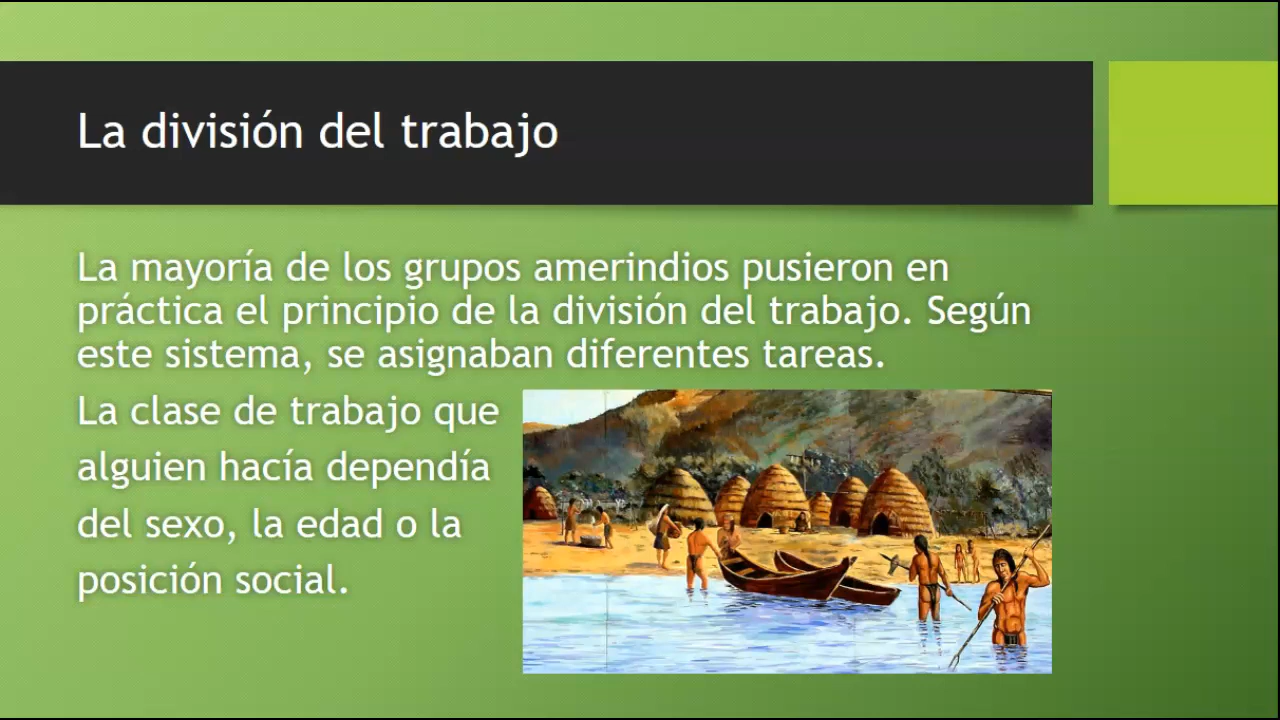 La división del trabajo
La mayoría de los grupos amerindios pusieron en
práctica el principio de la división del trabajo. Según
este sistema, se asignaban diferentes tareas.
La clase de trabajo que
alguien hacía dependía
del sexo, la edad o la
posición social.